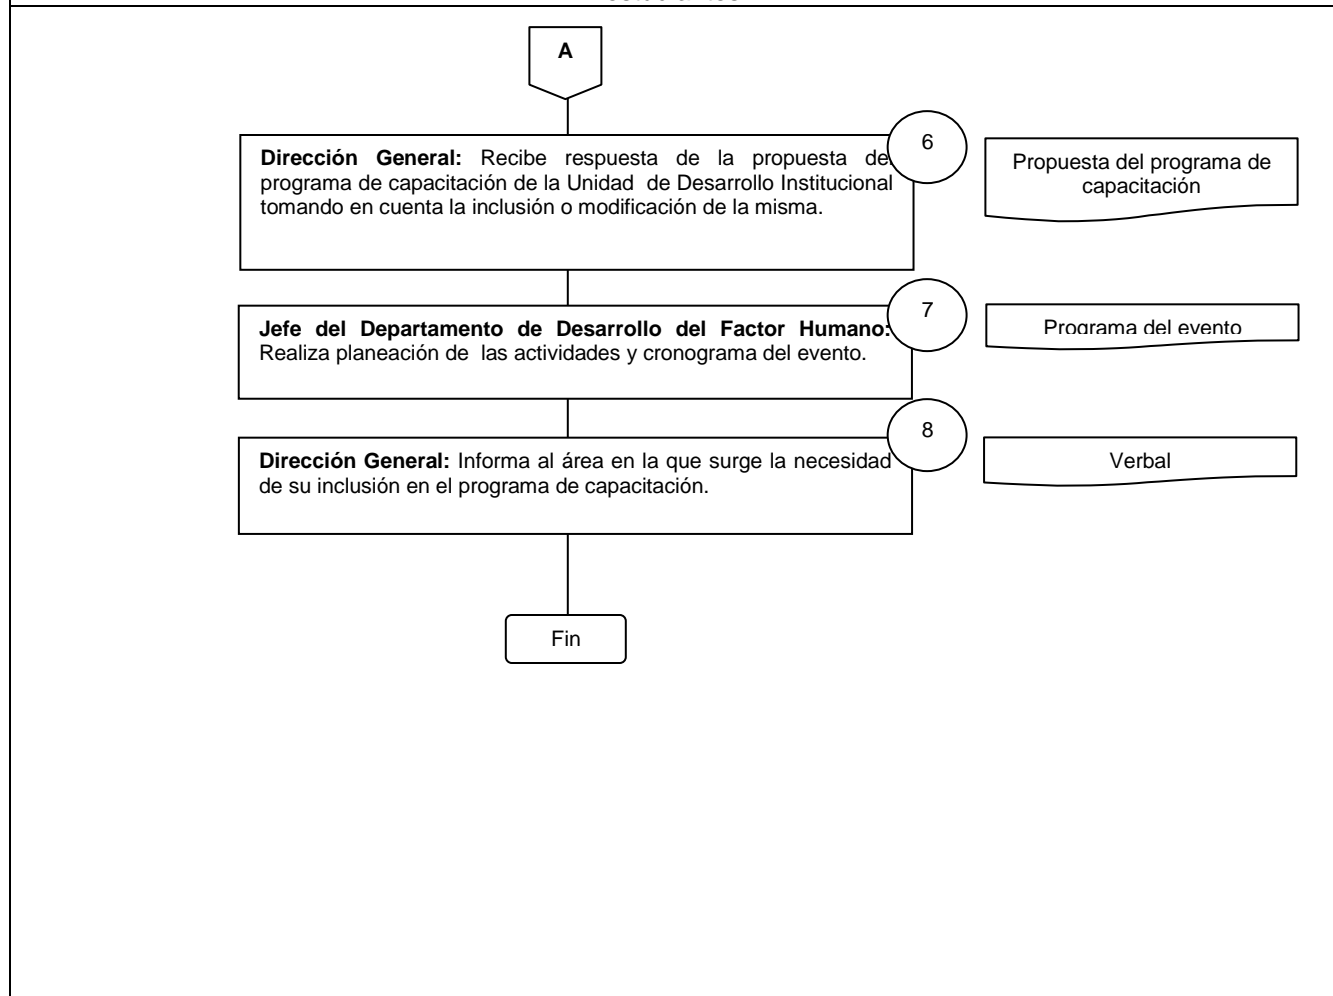 A
6
Dirección General: Recibe respuesta de la propuesta del
programa de capacitación de la Unidad de Desarrollo Institucional
tomando en cuenta la inclusión o modificación de la misma.
Propuesta del programa de
capacitación
7
Jefe del Departamento de Desarrollo del Factor Humano:
Realiza planeación de las actividades y cronograma del evento.
Programa del evento
8
Dirección General: Informa al área en la que surge la necesidad
de su inclusión en el programa de capacitación.
Verbal
Fin